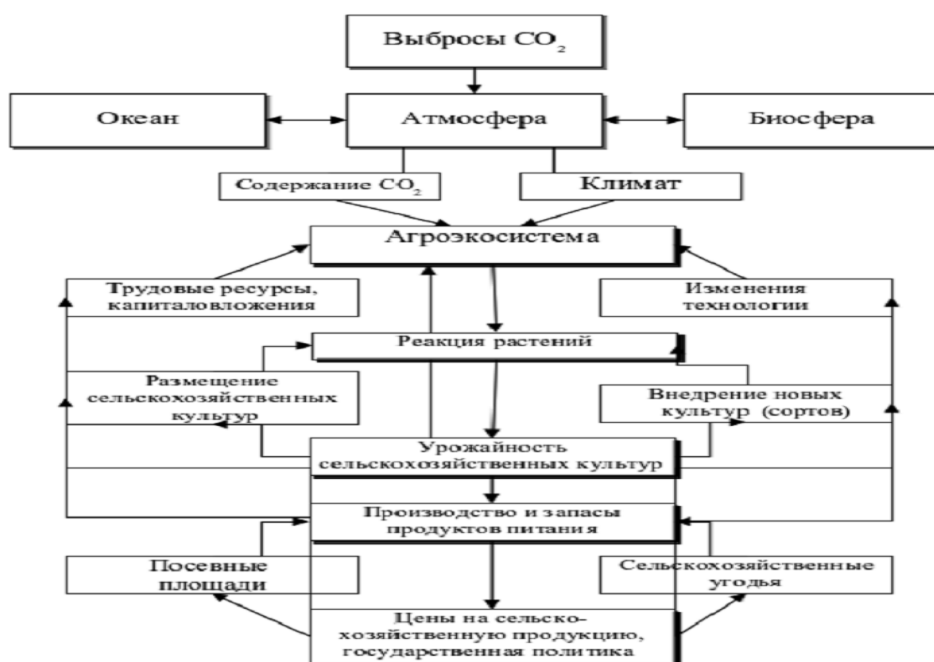 Выбросы CO₂
Океан
Атмосфера
Биосфера
Содержание CO₂
Климат
Агроэкосистема
Трудовые ресурсы,
капиталовложения
Изменения
технологии
Реакция растений
Размещение
сельскохозяйственных
культур
Внедрение новых
культур (сортов)
Урожайность
сельскохозяйственных культур
Производство и запасы
продуктов питания
Посевные
площади
Сельскохозяйственные
угодья
Цены на сельско-
хозяйственную продукцию,
государственная политика